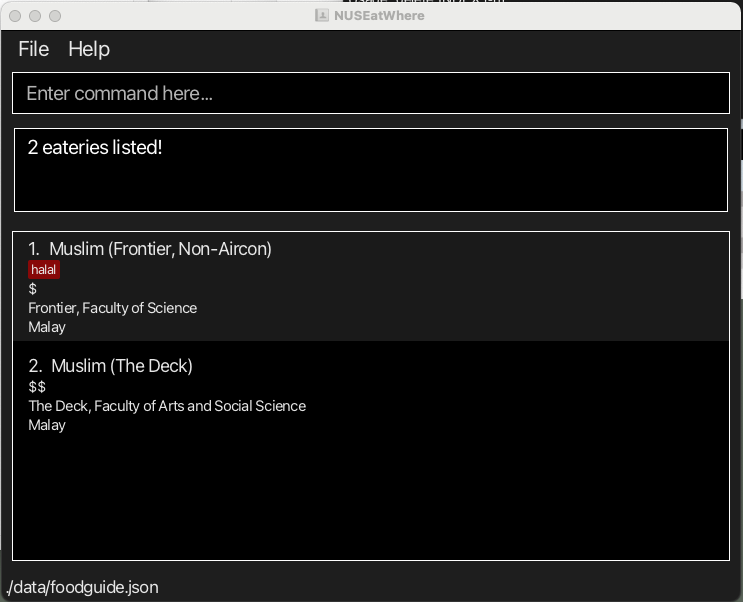 NUSEatWhere
File Help
Enter command here...
2 eateries listed!
1. Muslim (Frontier, Non-Aircon)
halal
$
Frontier, Faculty of Science
Malay
2. Muslim (The Deck)
$$
The Deck, Faculty of Arts and Social Science
Malay
./data/foodguide.json